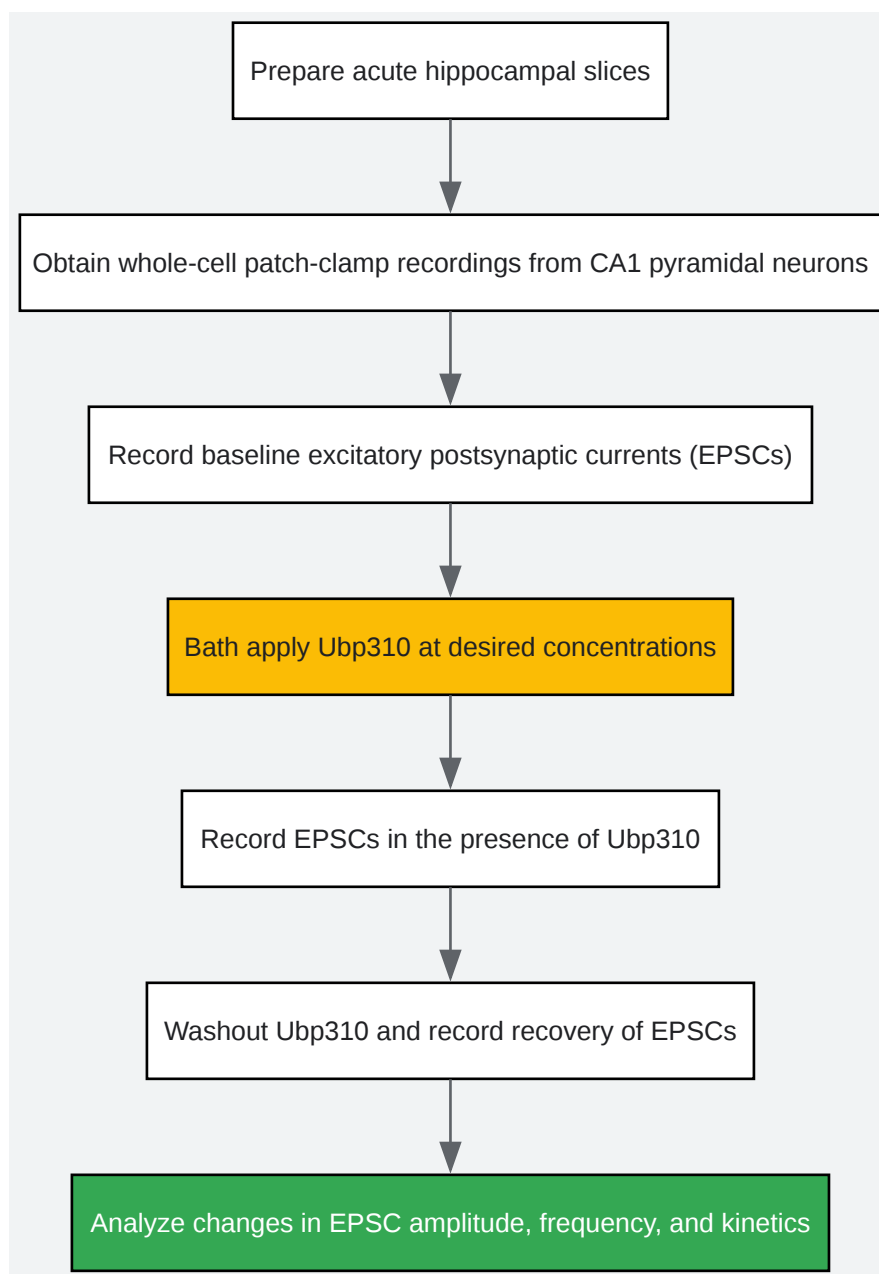 Prepare acute hippocampal slices
Obtain whole-cell patch-clamp recordings from CA1 pyramidal neurons
Record baseline excitatory postsynaptic currents (EPSCs)
Bath apply Ubp310 at desired concentrations
Record EPSCs in the presence of Ubp310
Washout Ubp310 and record recovery of EPSCs
Analyze changes in EPSC amplitude, frequency, and kinetics